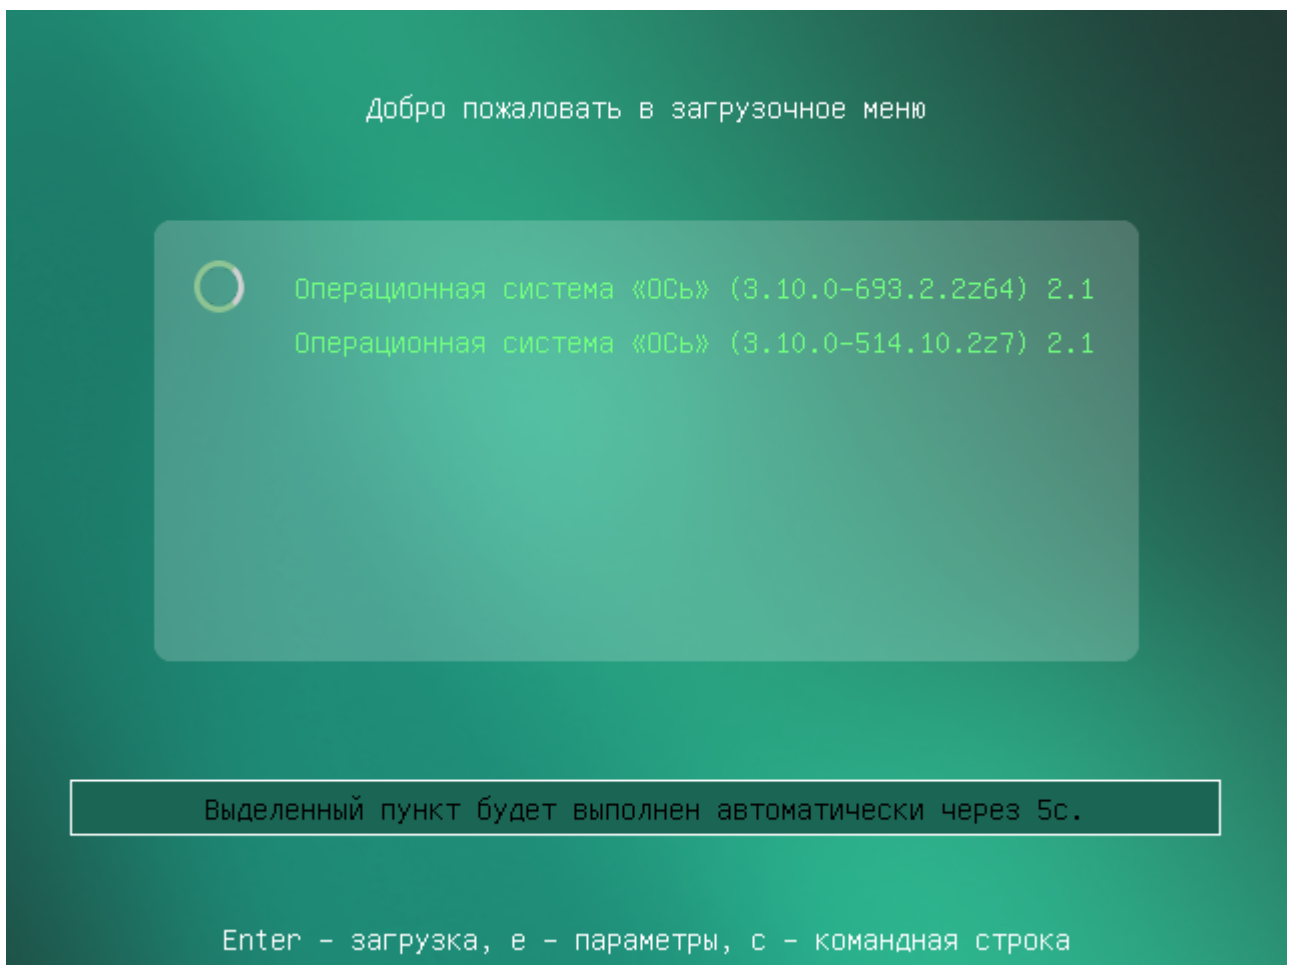 Добро пожаловать в загрузочное меню
Операционная система «ОСь» (3.10.0-693.2.2z64) 2.1
Операционная система «ОСь» (3.10.0-514.10.2z7) 2.1
Выделенный пункт будет выполнен автоматически через 5с.
Enter - загрузка, e - параметры, c - командная строка